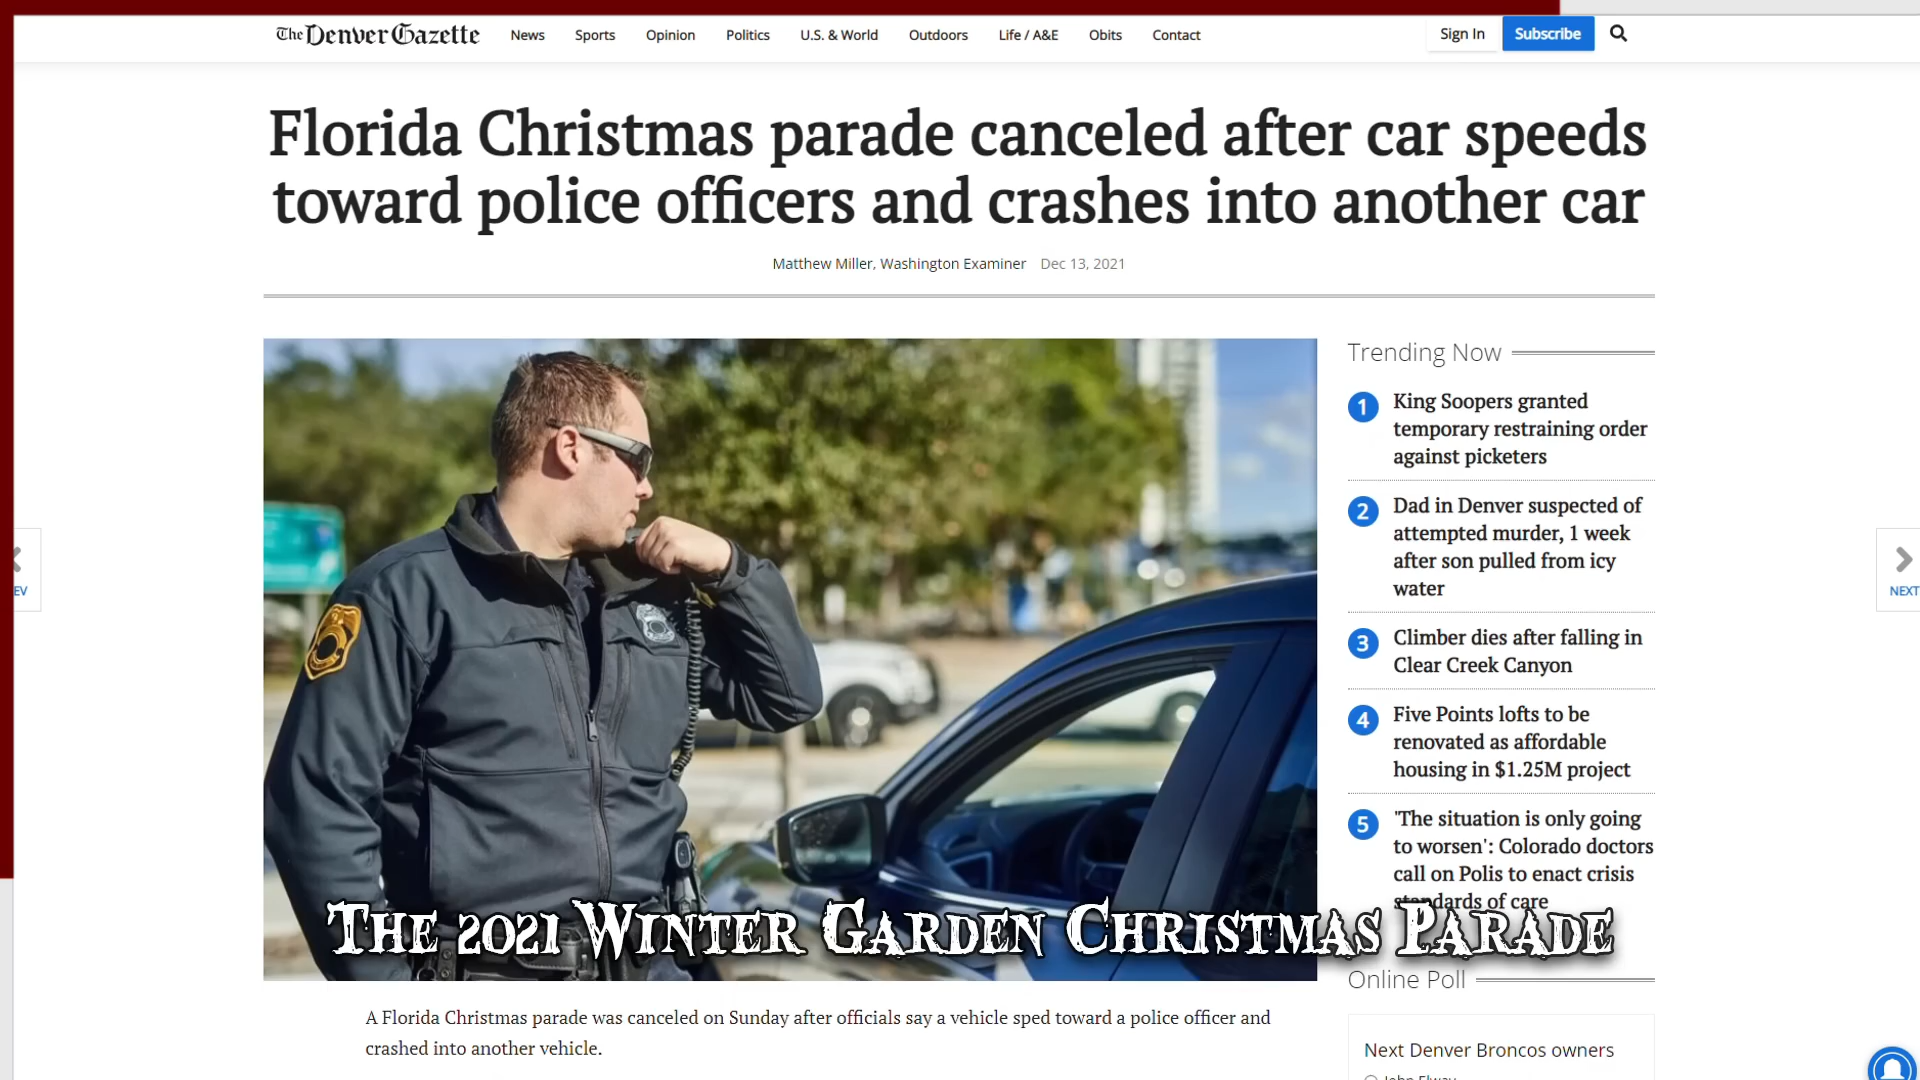 The Denver Gazette
News Sports Opinion Politics U.S. & World Outdoors Life / A&E Obits Contact
Sign In Subscribe
Florida Christmas parade canceled after car speeds
toward police officers and crashes into another car
Matthew Miller, Washington Examiner Dec 13, 2021
Trending Now
1 King Soopers granted
temporary restraining order
against picketers
2 Dad in Denver suspected of
attempted murder, 1 week
after son pulled from icy
water
3 Climber dies after falling in
Clear Creek Canyon
4 Five Points lofts to be
renovated as affordable
housing in $1.25M project
5 'The situation is only going
to worsen': Colorado doctors
call on Polis to enact crisis
standards of care
EV
NEXT
The 2021 Winter Garden Christmas Parade
Online Poll
A Florida Christmas parade was canceled on Sunday after officials say a vehicle sped toward a police officer and
crashed into another vehicle.
Next Denver Broncos owners
John Elway